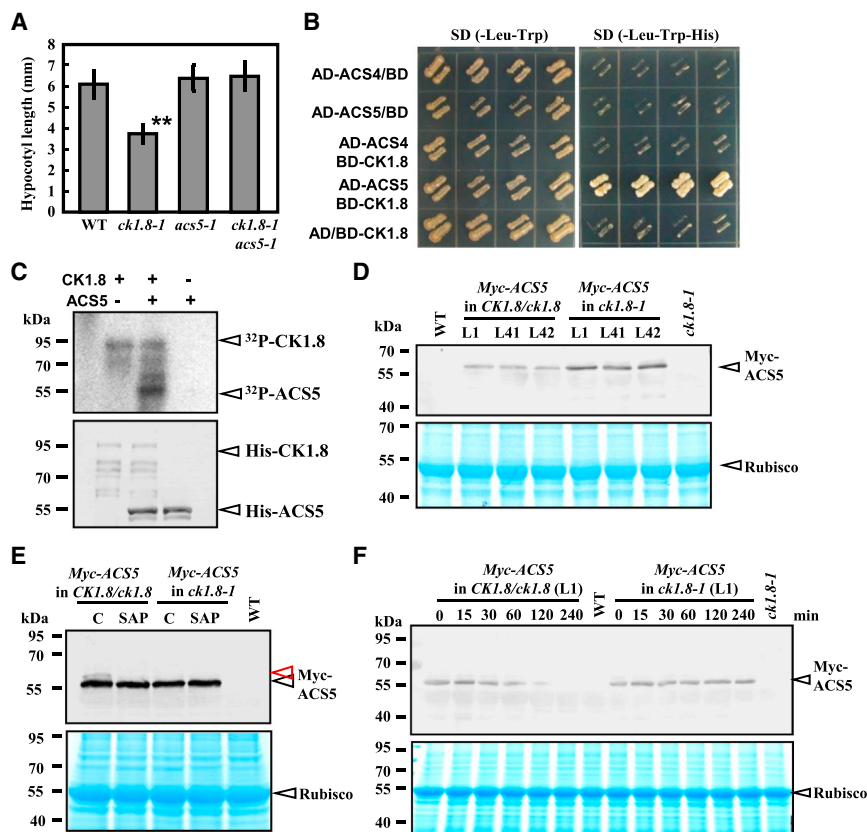 A
Hypocotyl length (mm)
8
7
6
5
4
3
2
1
0
**
WT
ck1.8-1
acs5-1
ck1.8-1
acs5-1
B
SD (-Leu-Trp)
SD (-Leu-Trp-His)
AD-ACS4/BD
AD-ACS5/BD
AD-ACS4
BD-CK1.8
AD-ACS5
BD-CK1.8
AD/BD-CK1.8
C
CK1.8 + + -
ACS5 - + +
kDa
95
70
55
32P-CK1.8
32P-ACS5
95
70
55
His-CK1.8
His-ACS5
D
WT
Myc-ACS5
in CK1.8/ck1.8
Myc-ACS5
in ck1.8-1
ck1.8-1
L1 L41 L42 L1 L41 L42
kDa
70
55
40
Myc-
ACS5
70
55
40
Rubisco
E
Myc-ACS5
in CK1.8/ck1.8
Myc-ACS5
in ck1.8-1
WT
C SAP C SAP
kDa
95
70
55
Myc-
ACS5
95
70
55
40
Rubisco
F
Myc-ACS5
in CK1.8/ck1.8 (L1)
WT
Myc-ACS5
in ck1.8-1 (L1)
ck1.8-1
0 15 30 60 120 240 0 15 30 60 120 240 min
kDa
95
70
55
40
Myc-
ACS5
95
70
55
40
Rubisco